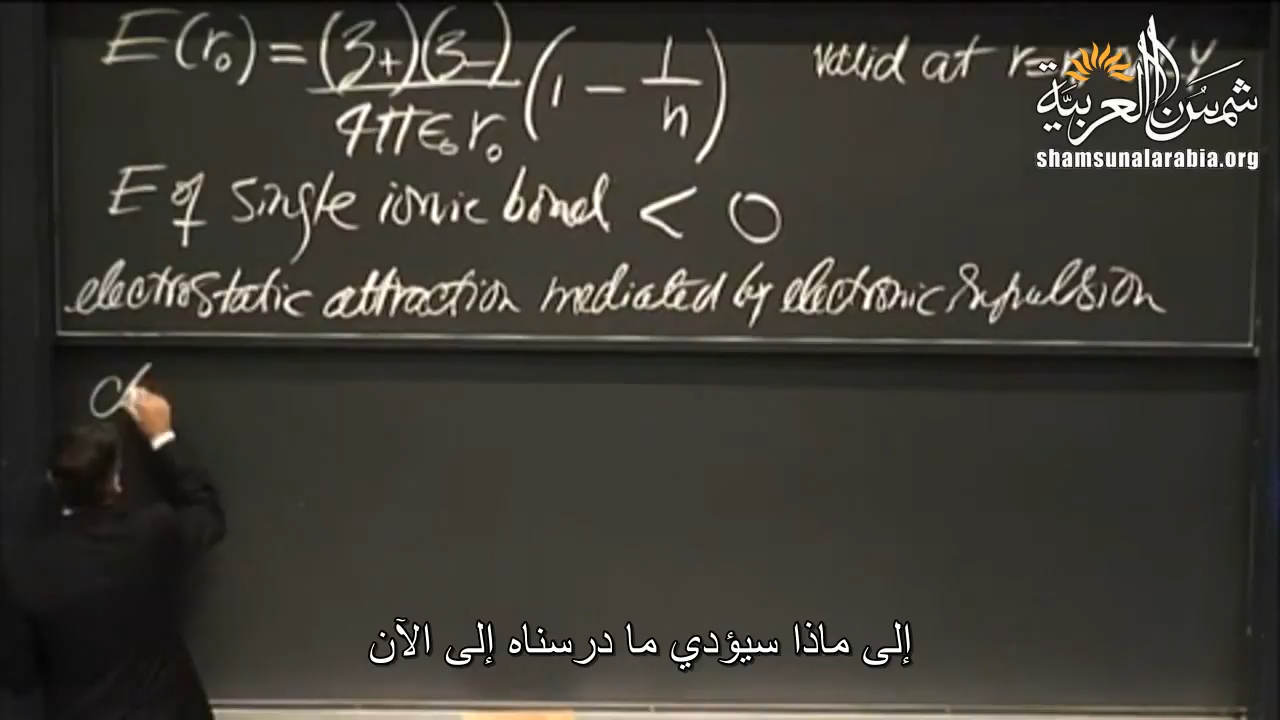 E(r₀) = (z+)(z−) / 4πε₀r₀ (1 − 1/n)
valid at r=
شمس العربية
shamsunalarabia.org
E of single ionic bond < 0
electrostatic attraction mediated by electronic repulsion
إلى ماذا سيؤدي ما درسناه إلى الآن